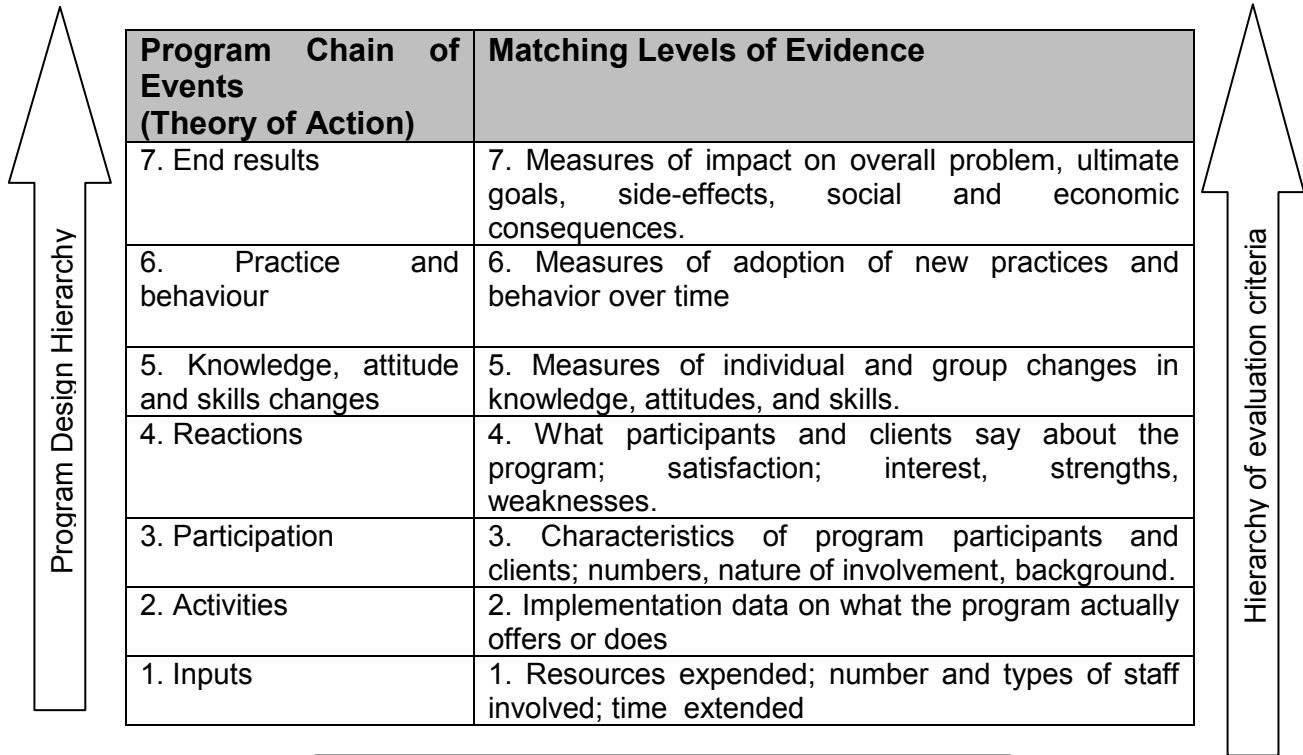 Program Design Hierarchy
Program Chain of
Events
(Theory of Action)
Matching Levels of Evidence
7. End results
7. Measures of impact on overall problem, ultimate
goals, side-effects, social and economic
consequences.
6. Practice and
behaviour
6. Measures of adoption of new practices and
behavior over time
5. Knowledge, attitude
and skills changes
5. Measures of individual and group changes in
knowledge, attitudes, and skills.
4. Reactions
4. What participants and clients say about the
program; satisfaction; interest, strengths,
weaknesses.
3. Participation
3. Characteristics of program participants and
clients; numbers, nature of involvement, background.
2. Activities
2. Implementation data on what the program actually
offers or does
1. Inputs
1. Resources expended; number and types of staff
involved; time extended
Hierarchy of evaluation criteria